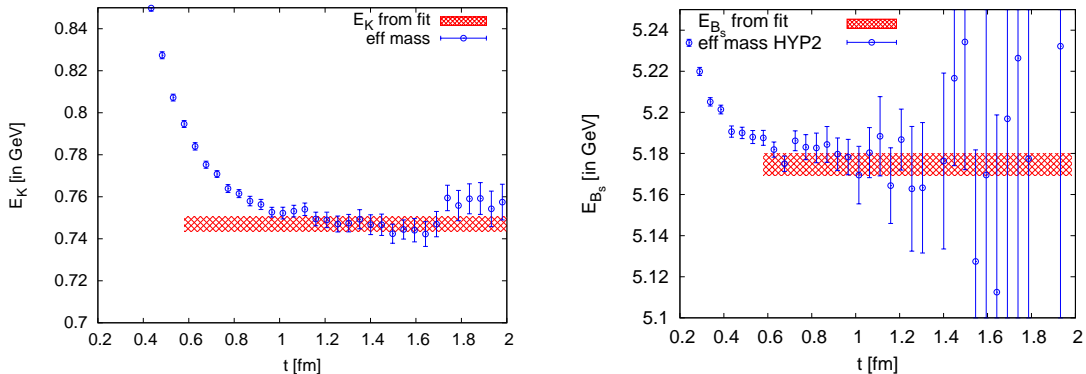 E_K from fit
eff mass
0.84
0.82
0.8
0.78
0.76
0.74
0.72
0.7
E_K [in GeV]
0.2 0.4 0.6 0.8 1 1.2 1.4 1.6 1.8 2
t [fm]
E_{B_s} from fit
eff mass HYP2
5.24
5.22
5.2
5.18
5.16
5.14
5.12
5.1
E_{B_s} [in GeV]
0.2 0.4 0.6 0.8 1 1.2 1.4 1.6 1.8 2
t [fm]